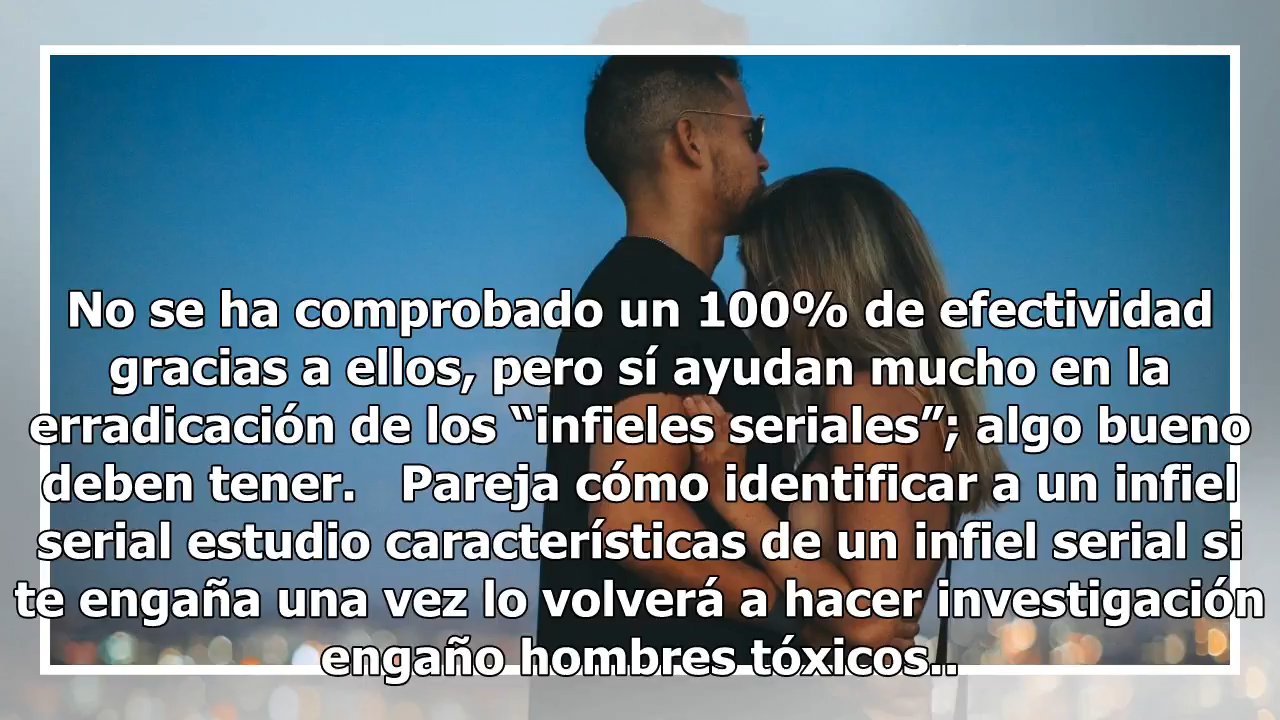 No se ha comprobado un 100% de efectividad
gracias a ellos, pero sí ayudan mucho en la
erradicación de los “infieles seriales”; algo bueno
deben tener.   Pareja cómo identificar a un infiel
serial estudio características de un infiel serial si
te engaña una vez lo volverá a hacer investigación
engaño hombres tóxicos..